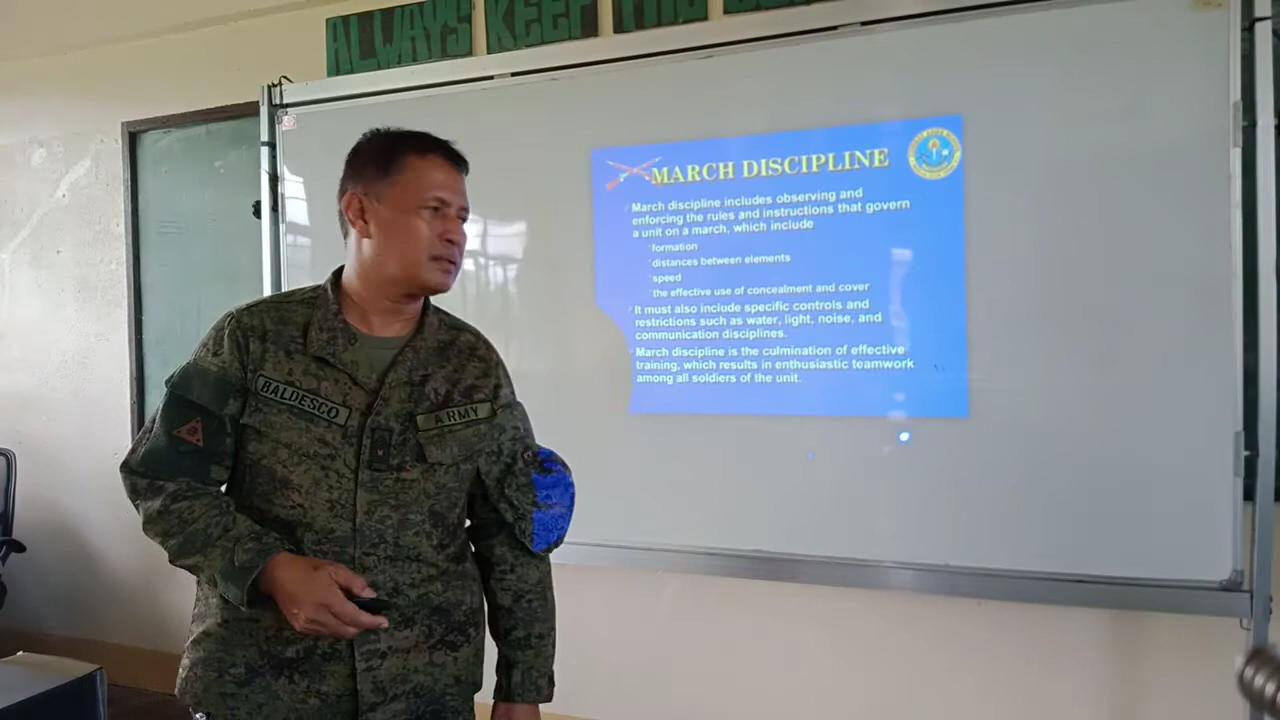 ALWAYS KEEP THE
MARCH DISCIPLINE
March discipline includes observing and
enforcing the rules and instructions that govern
a unit on a march, which include
formation
distances between elements
speed
the effective use of concealment and cover
It must also include specific controls and
restrictions such as water, light, noise, and
communication disciplines.
March discipline is the culmination of effective
training, which results in enthusiastic teamwork
among all soldiers of the unit.
BALDESCO
ARMY